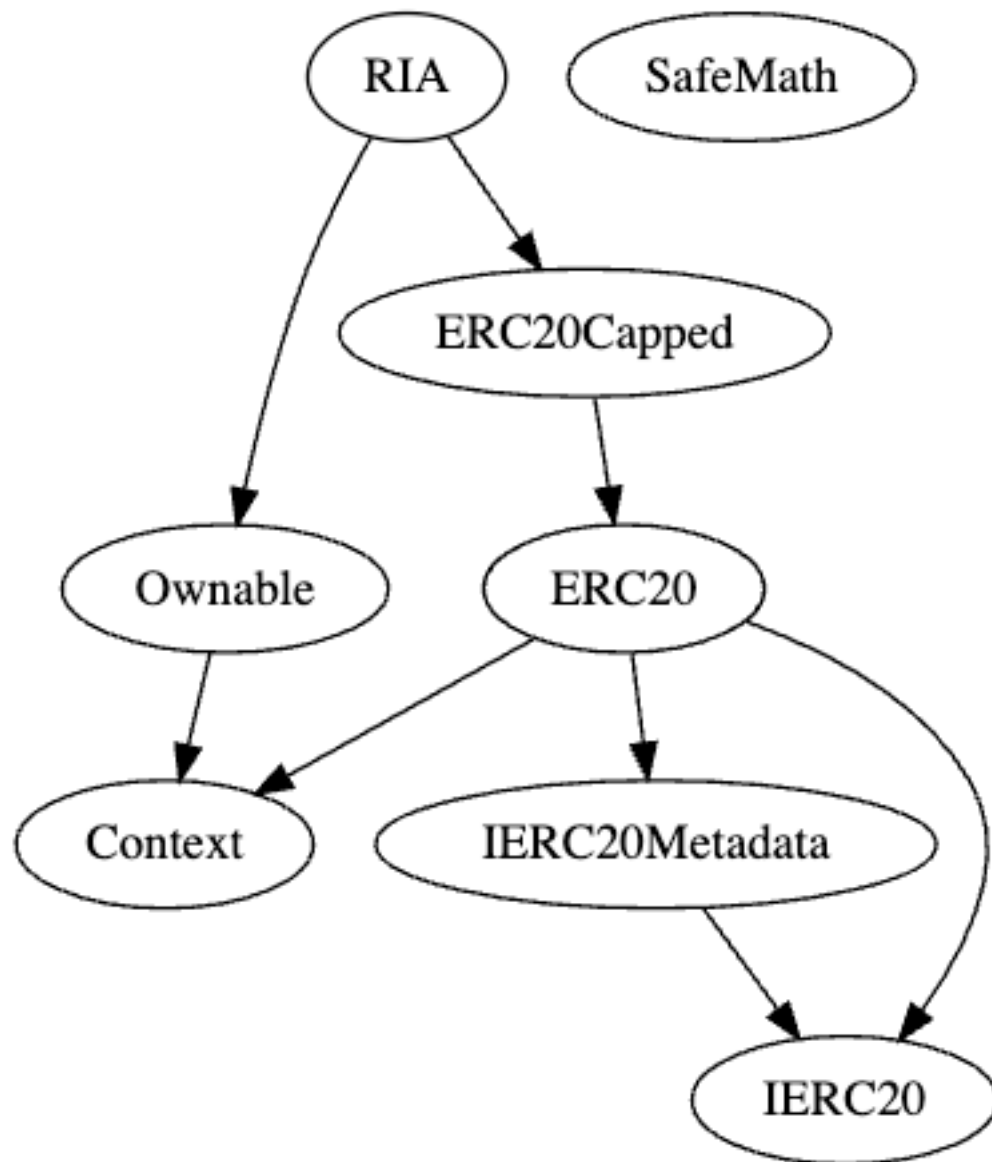 RIA
SafeMath
ERC20Capped
Ownable
ERC20
Context
IERC20Metadata
IERC20